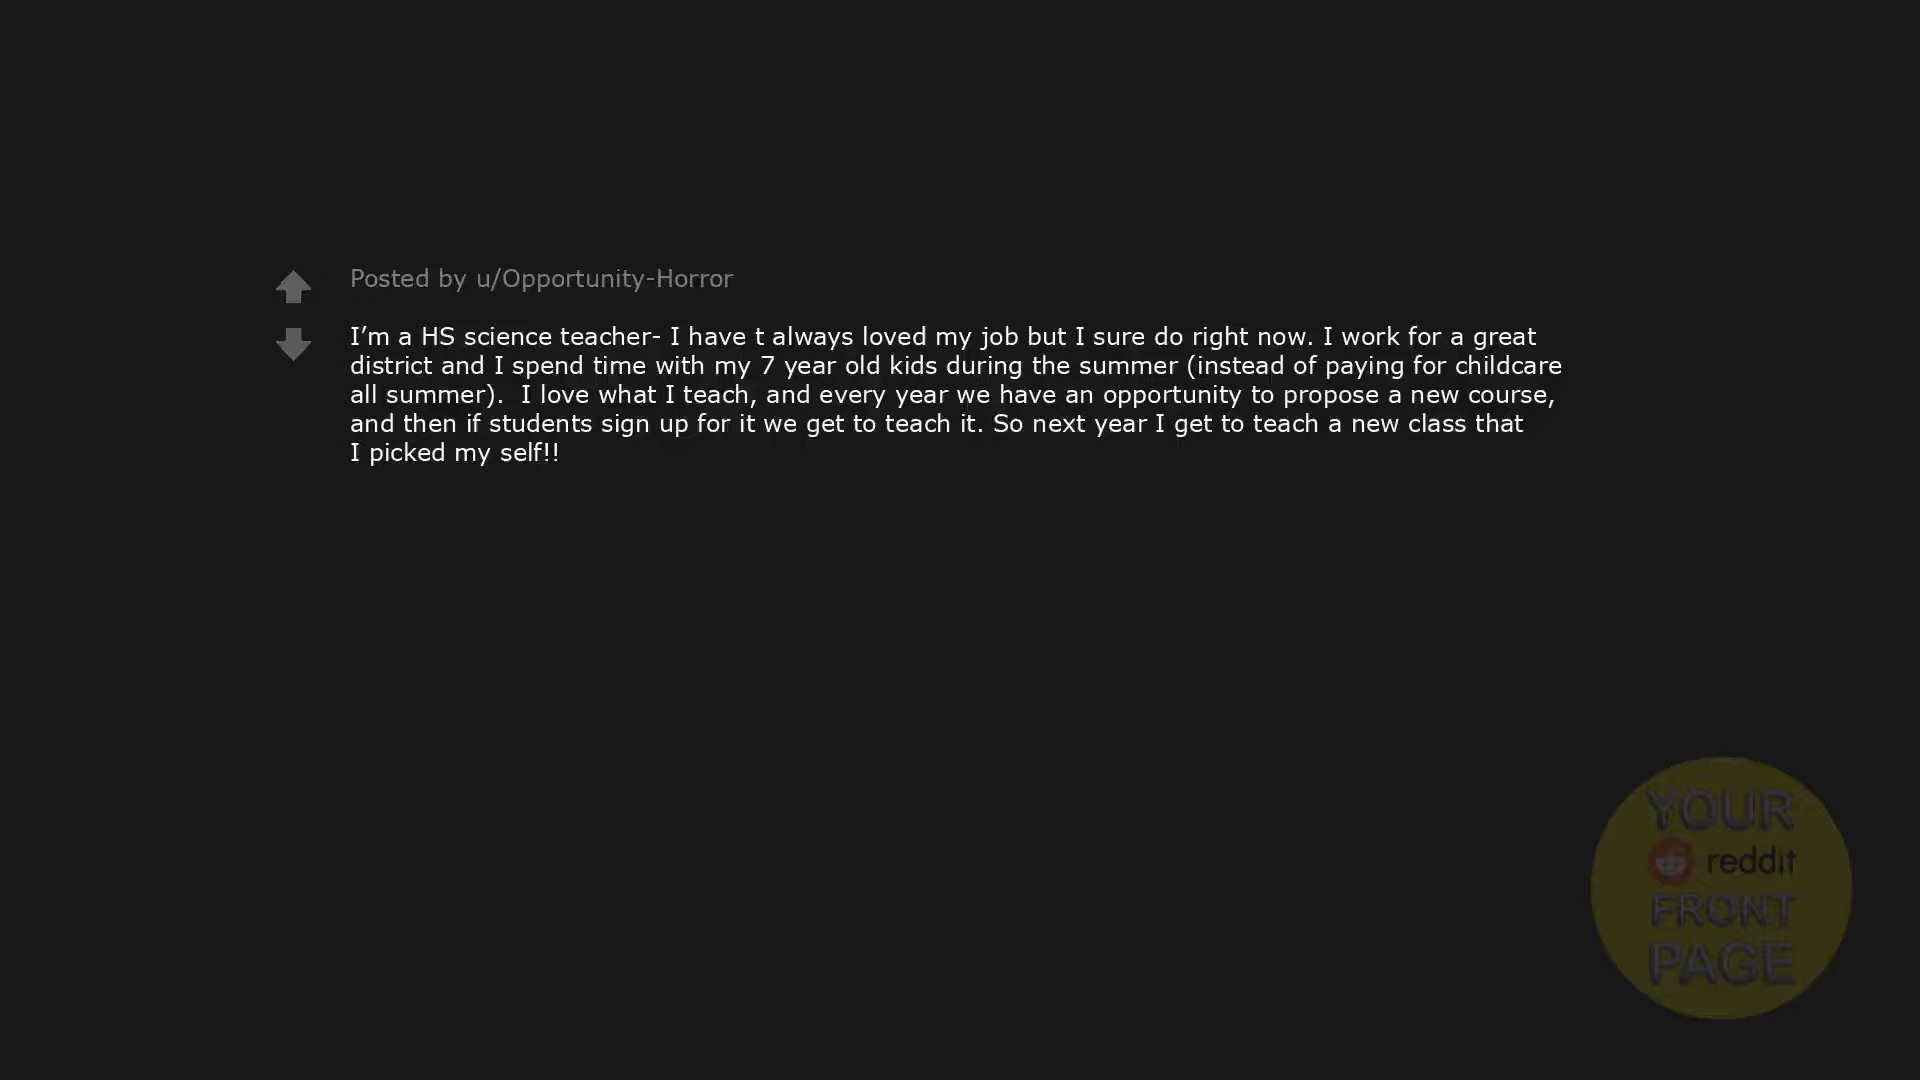 Posted by u/Opportunity-Horror
I’m a HS science teacher- I have t always loved my job but I sure do right now. I work for a great
district and I spend time with my 7 year old kids during the summer (instead of paying for childcare
all summer).  I love what I teach, and every year we have an opportunity to propose a new course,
and then if students sign up for it we get to teach it. So next year I get to teach a new class that
I picked my self!!
YOUR
reddit
FRONT
PAGE